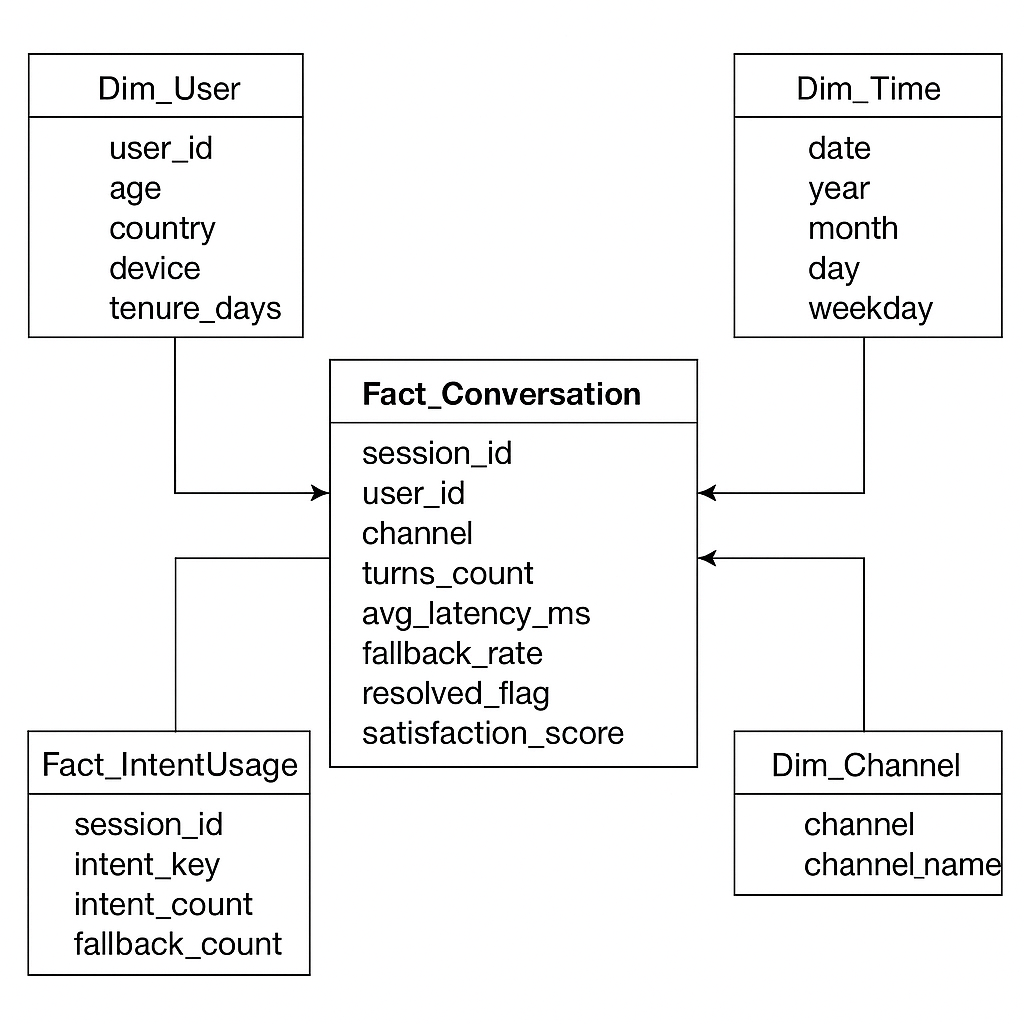 Dim_User
user_id
age
country
device
tenure_days
Dim_Time
date
year
month
day
weekday
Fact_Conversation
session_id
user_id
channel
turns_count
avg_latency_ms
fallback_rate
resolved_flag
satisfaction_score
Fact_IntentUsage
session_id
intent_key
intent_count
fallback_count
Dim_Channel
channel
channel_name